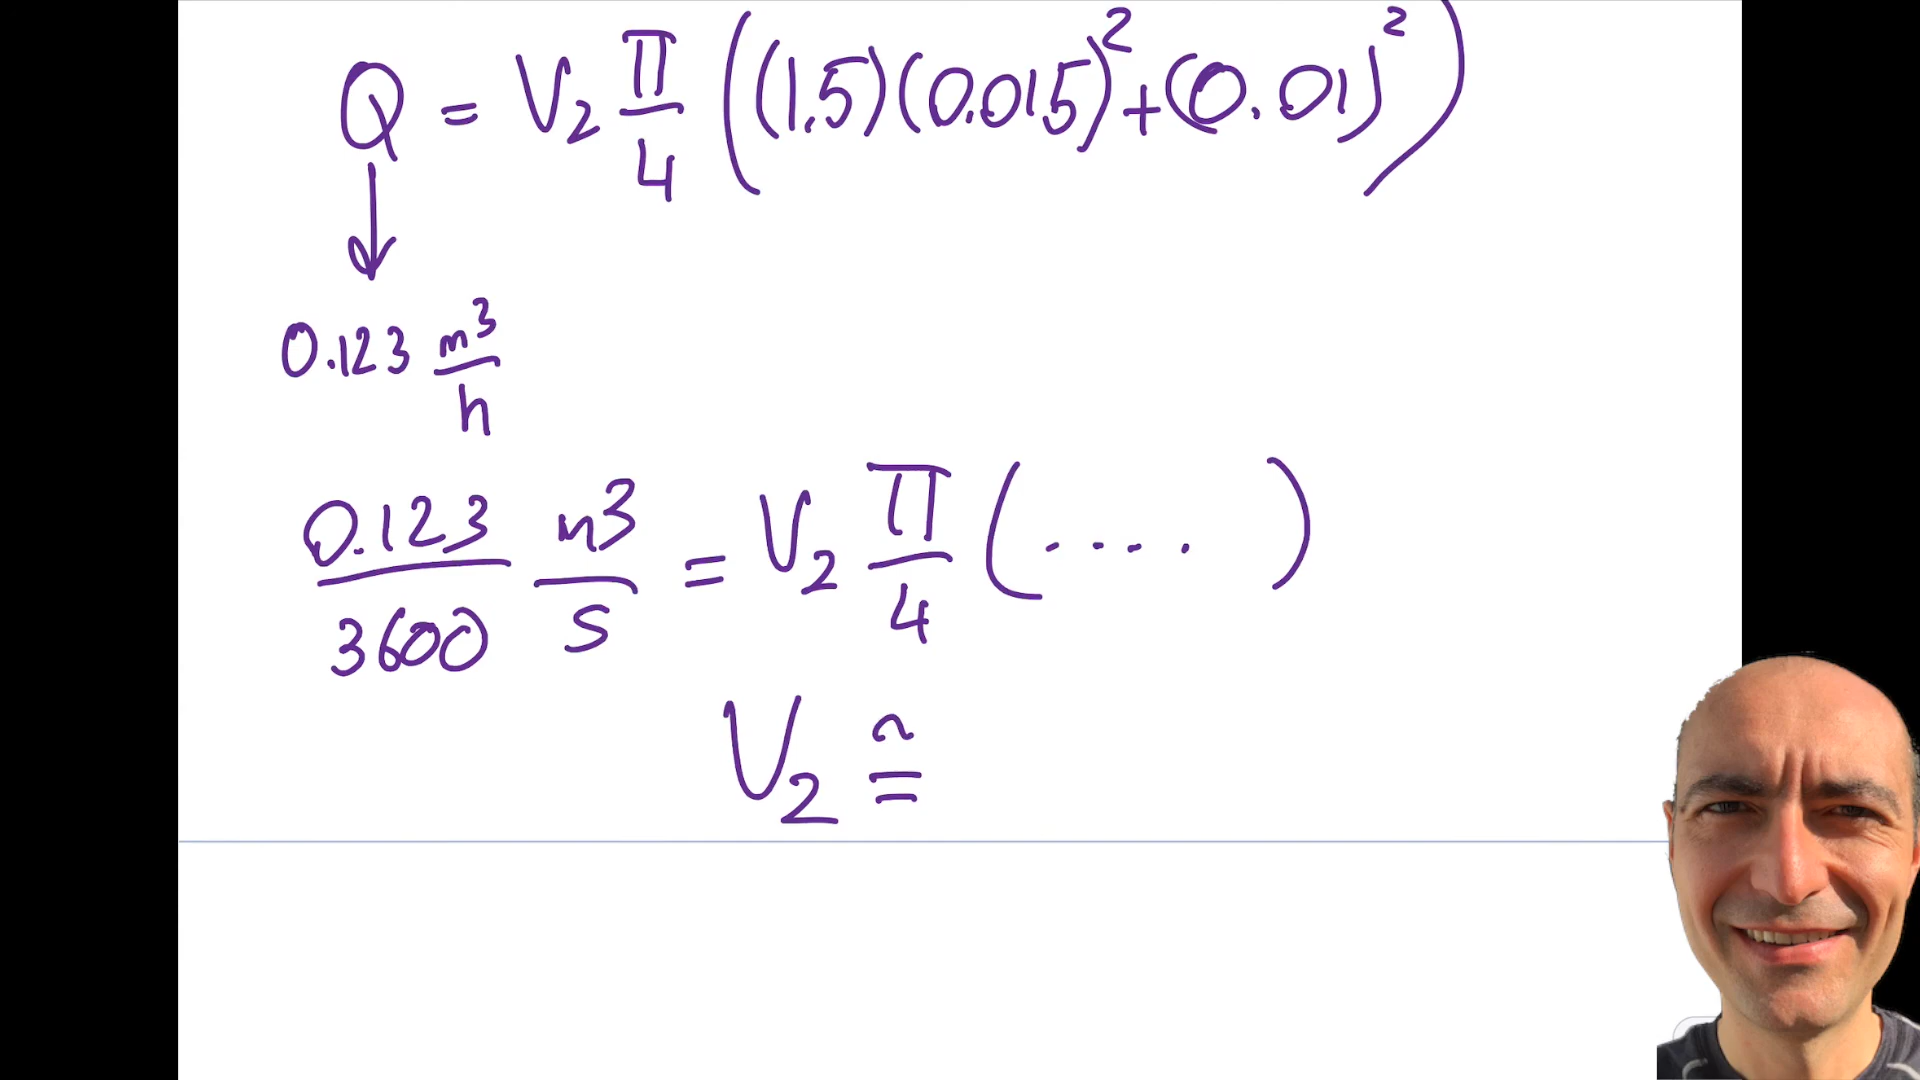 Q = V₂ π/4 ((1.5)(0.015)² + (0.01)²)
0.123 m³/h
0.123/3600 m³/s = V₂ π/4 (....)
V₂ ≅